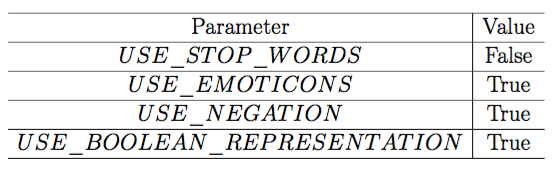 Parameter Value
USE_STOP_WORDS False
USE_EMOTICONS True
USE_NEGATION True
USE_BOOLEAN_REPRESENTATION True